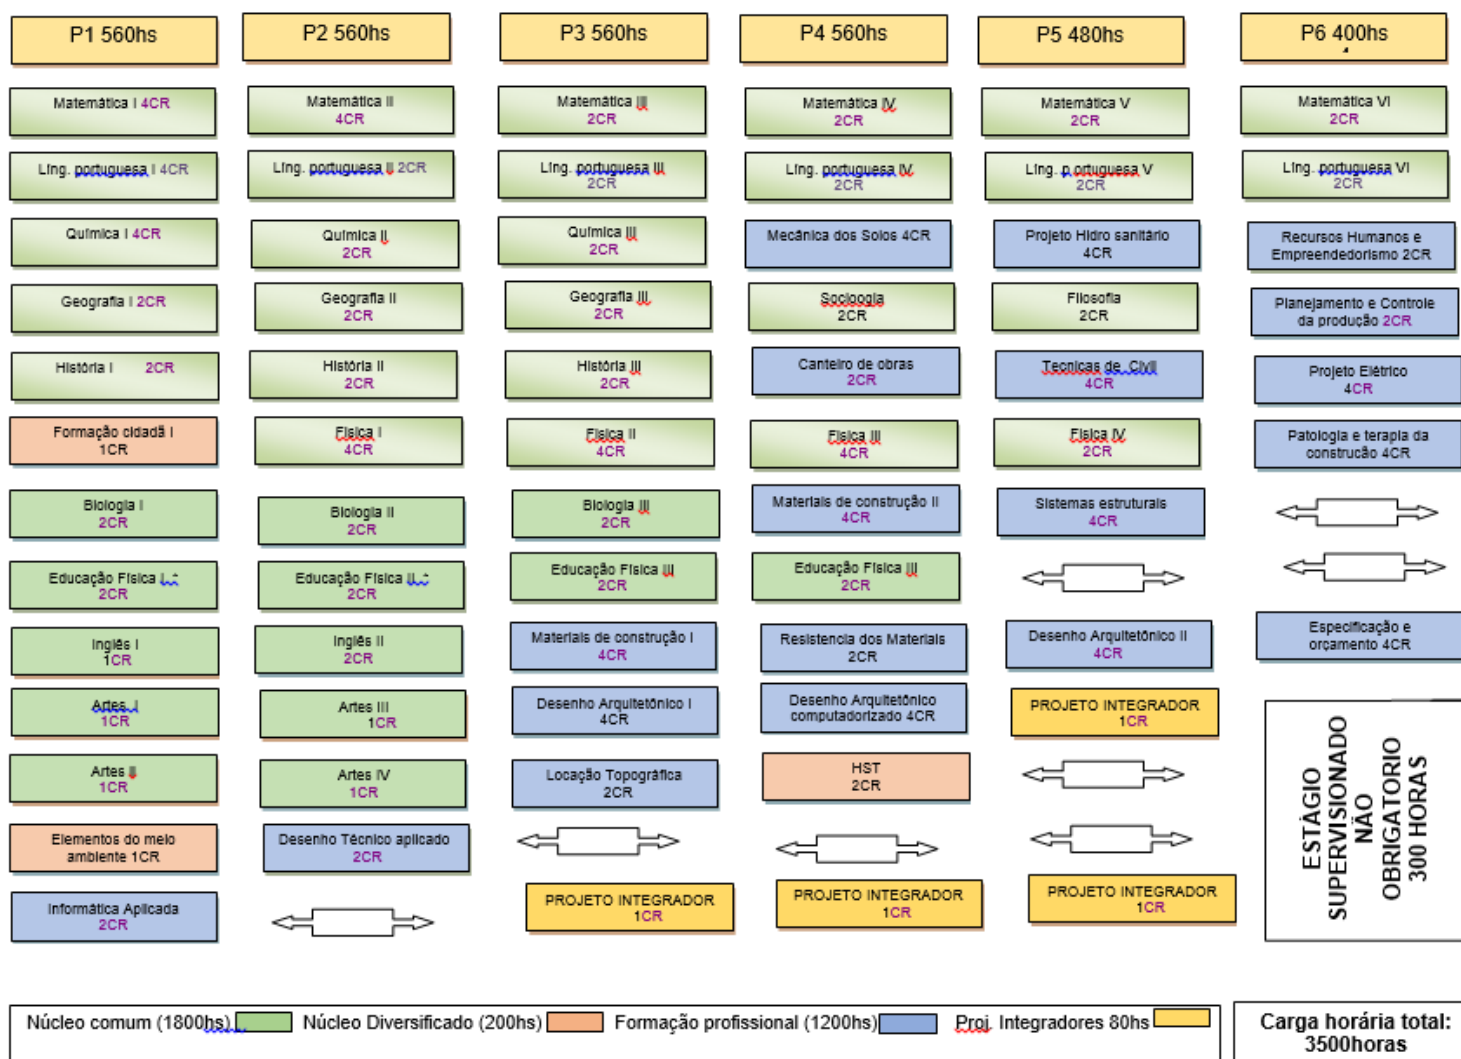 P1 560hs
P2 560hs
P3 560hs
P4 560hs
P5 480hs
P6 400hs
Matemática I 4CR
Matemática II
4CR
Matemática III
2CR
Matemática IV
2CR
Matemática V
2CR
Matemática VI
2CR
Ling. portuguesa I 4CR
Ling. portuguesa II 2CR
Ling. portuguesa III
2CR
Ling. portuguesa IV
2CR
Ling. p ortuguesa V
2CR
Ling. portuguesa VI
2CR
Química I 4CR
Química II
2CR
Química III
2CR
Mecânica dos Solos 4CR
Projeto Hidro sanitário
4CR
Recursos Humanos e
Empreendedorismo 2CR
Geografia I 2CR
Geografia II
2CR
Geografia III
2CR
Socioogia
2CR
Filosofia
2CR
Planejamento e Controle
da produção 2CR
História I 2CR
História II
2CR
História III
2CR
Canteiro de obras
2CR
Tecnicas de Civil
4CR
Projeto Elétrico
4CR
Formação cidadã I
1CR
Fisica I
4CR
Fisica II
4CR
Fisica III
4CR
Fisica IV
2CR
Patologia e terapia da
construcão 4CR
Biologia I
2CR
Biologia II
2CR
Biologia III
2CR
Materiais de construção II
4CR
Sistemas estruturais
4CR
Educação Física I
2CR
Educação Física II
2CR
Educação Física III
2CR
Educação Física III
2CR
Inglês I
1CR
Inglês II
2CR
Materiais de construção I
4CR
Resistencia dos Materiais
2CR
Desenho Arquitetônico II
4CR
Especificação e
orçamento 4CR
Artes I
1CR
Artes III
1CR
Desenho Arquitetônico I
4CR
Desenho Arquitetônico
computadorizado 4CR
PROJETO INTEGRADOR
1CR
Artes II
1CR
Artes IV
1CR
Locação Topográfica
2CR
HST
2CR
Elementos do meio
ambiente 1CR
Desenho Técnico aplicado
2CR
Informática Aplicada
2CR
PROJETO INTEGRADOR
1CR
PROJETO INTEGRADOR
1CR
PROJETO INTEGRADOR
1CR
ESTÁGIO
SUPERVISIONADO
NÃO
OBRIGATORIO
300 HORAS
Núcleo comum (1800hs) Núcleo Diversificado (200hs) Formação profissional (1200hs) Proj. Integradores 80hs
Carga horária total:
3500horas